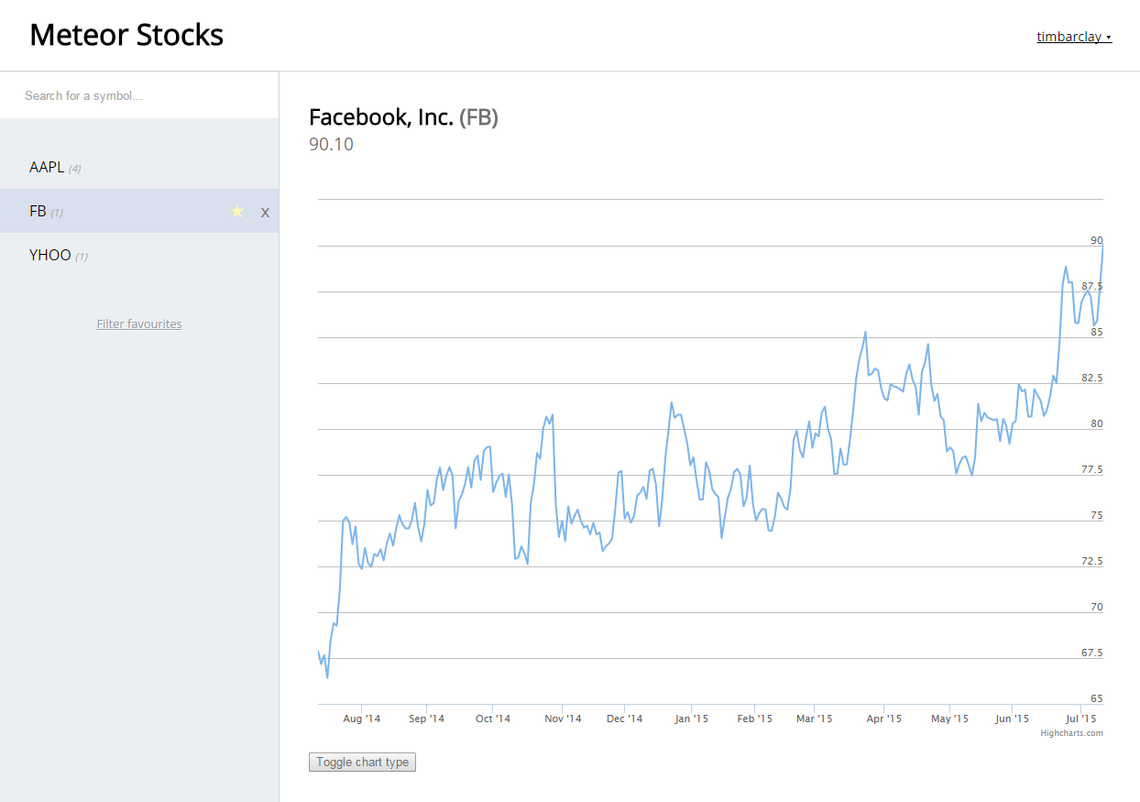 Meteor Stocks
timbarclay ▾
Search for a symbol...
AAPL (4)
FB (1) ★ X
YHOO (1)
Filter favourites
Facebook, Inc. (FB)
90.10
90
87.5
85
82.5
80
77.5
75
72.5
70
67.5
65
Aug '14 Sep '14 Oct '14 Nov '14 Dec '14 Jan '15 Feb '15 Mar '15 Apr '15 May '15 Jun '15 Jul '15
Highcharts.com
Toggle chart type